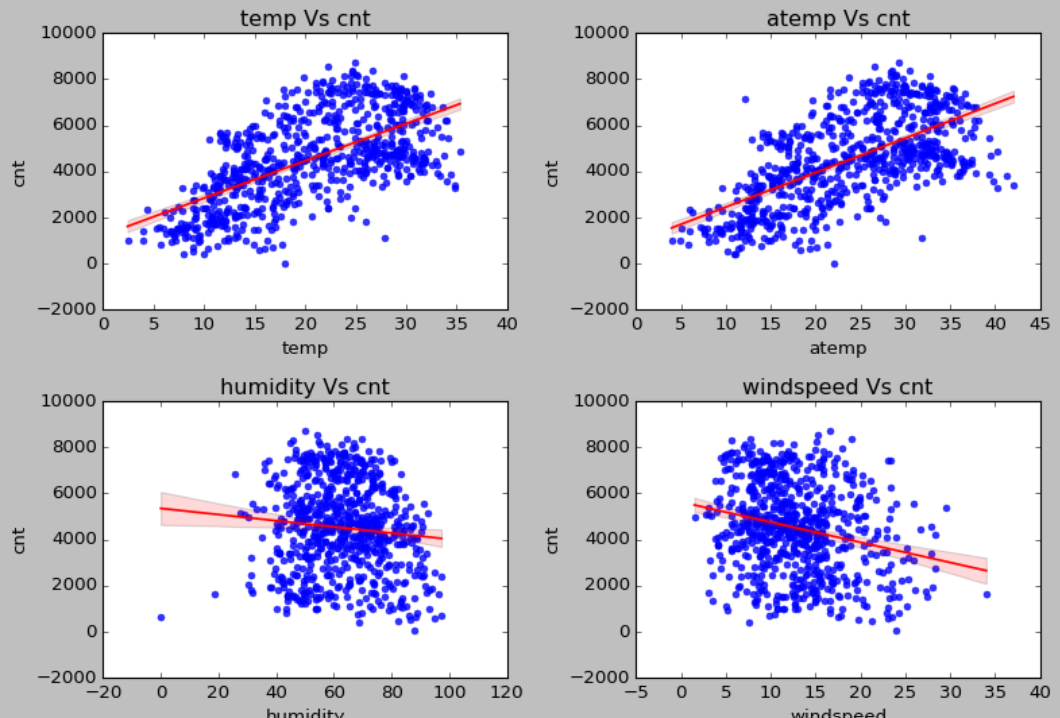 temp Vs cnt
10000
8000
6000
4000
2000
0
−2000
cnt
0 5 10 15 20 25 30 35 40
temp
atemp Vs cnt
10000
8000
6000
4000
2000
0
−2000
cnt
0 5 10 15 20 25 30 35 40 45
atemp
humidity Vs cnt
10000
8000
6000
4000
2000
0
−2000
cnt
−20 0 20 40 60 80 100 120
humidity
windspeed Vs cnt
10000
8000
6000
4000
2000
0
−2000
cnt
−5 0 5 10 15 20 25 30 35 40
windspeed